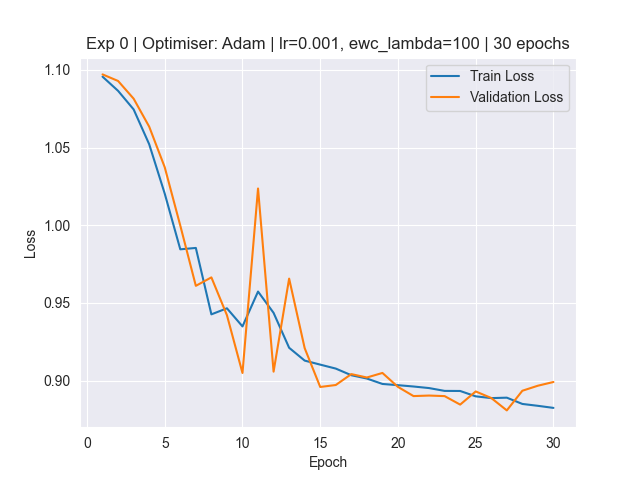 Exp 0 | Optimiser: Adam | lr=0.001, ewc_lambda=100 | 30 epochs
Train Loss
Validation Loss
1.10
1.05
1.00
0.95
0.90
Loss
0 5 10 15 20 25 30
Epoch